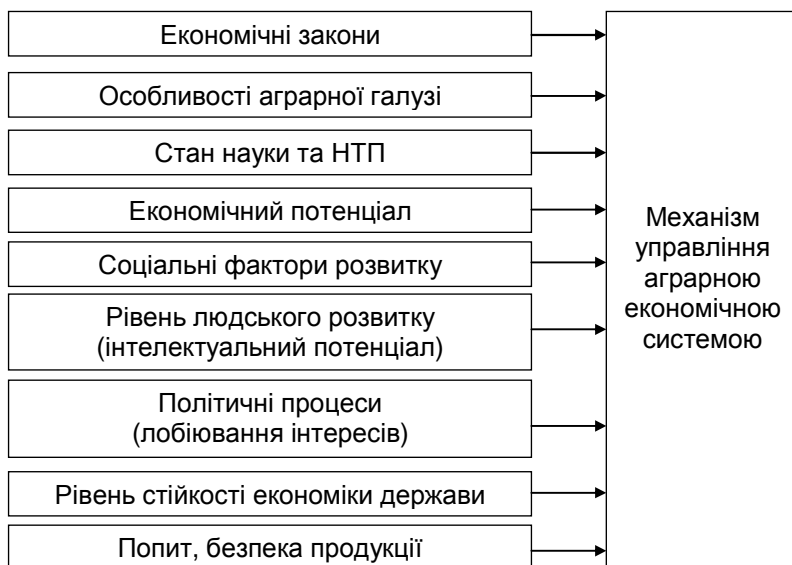 Економічні закони
Особливості аграрної галузі
Стан науки та НТП
Економічний потенціал
Соціальні фактори розвитку
Рівень людського розвитку
(інтелектуальний потенціал)
Політичні процеси
(лобіювання інтересів)
Рівень стійкості економіки держави
Попит, безпека продукції
Механізм
управління
аграрною
економічною
системою